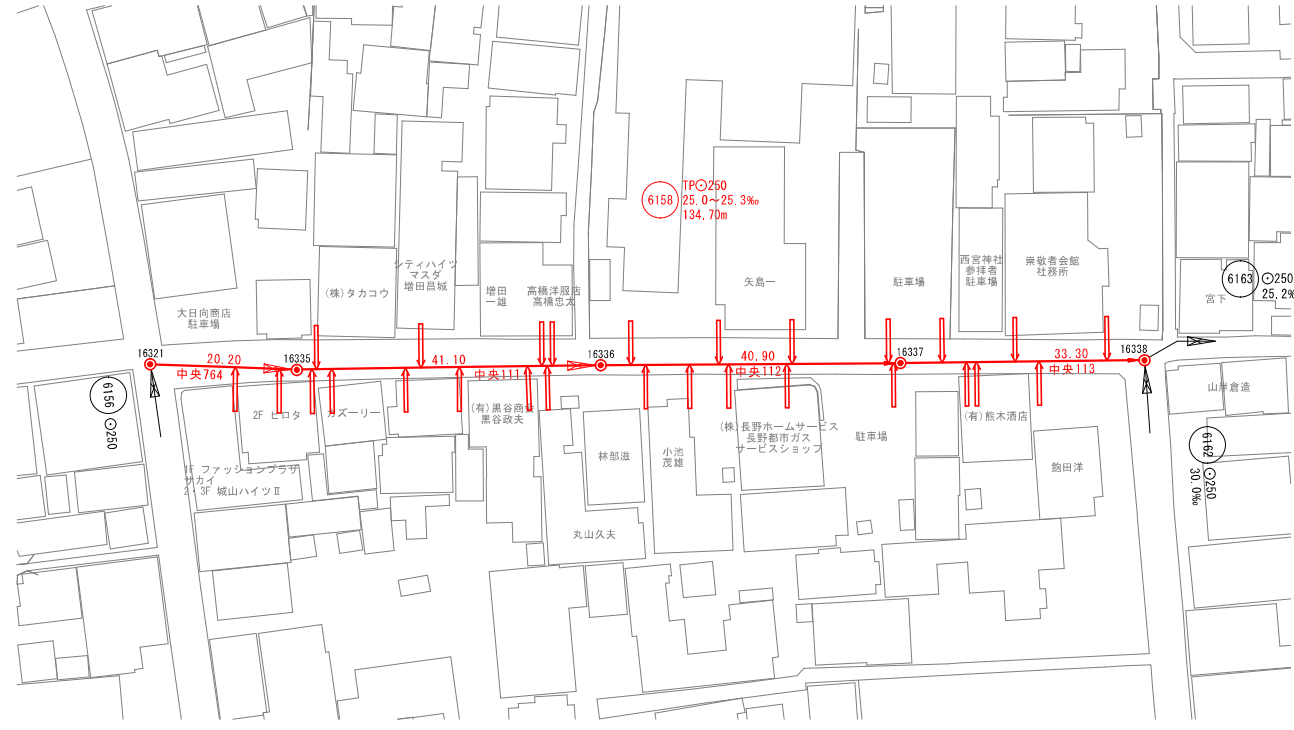 TP⊙250
6158
25.0～25.3‰
134.70m
シティハイツ
マスダ
増田昌城
(株)タカコウ
増田
一雄
高橋洋服店
高橋忠太
矢島一
駐車場
西宮神社
参拝者
駐車場
崇敬者会館
社務所
6163
⊙250
25.2‰
宮下
大日向商店
駐車場
16321
20.20
中央764
16335
41.10
中央111
16336
40.90
中央112
16337
33.30
中央113
16338
6156
⊙250
2F ヒロタ
カズーリー
(有)黒谷商会
黒谷政夫
林部滋
小池
茂雄
(株)長野ホームサービス
長野都市ガス
サービスショップ
駐車場
(有)熊木酒店
飽田洋
山岸倉造
6162
⊙250
30.0‰
1F ファッションプラザ
サカイ
2・3F 城山ハイツⅡ
丸山久夫